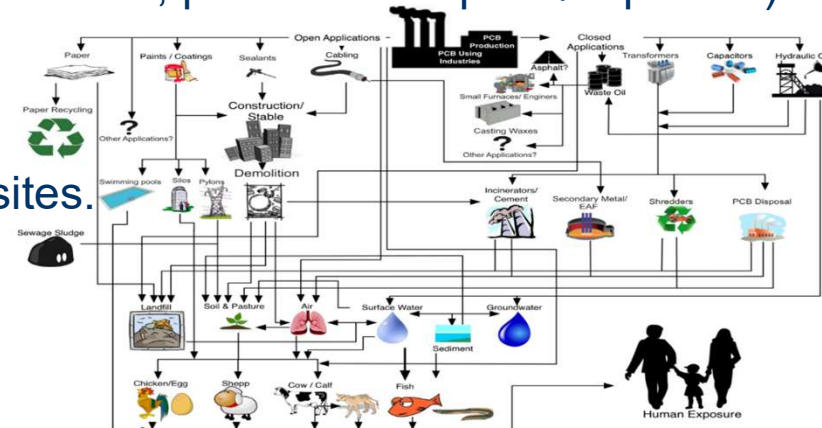 Open Applications
PCB Using
Industries
PCB
Production
Closed
Applications
Paper
Paints / Coatings
Sealants
Cabling
Asphalt?
Waste Oil
Transformers
Capacitors
Hydraulic
Small Furnaces/ Enginers
Paper Recycling
Other Applications?
Construction/
Stable
Casting Waxes
Other Applications?
sites.
Swimming pools
Silos
Pylons
Demolition
Incinerators/
Cement
Secondary Metal/
EAF
Shredders
PCB Disposal
Sewage Sludge
Landfill
Soil & Pasture
Air
Surface Water
Groundwater
Sediment
Chicken/Egg
Shepp
Cow / Calf
Fish
Human Exposure